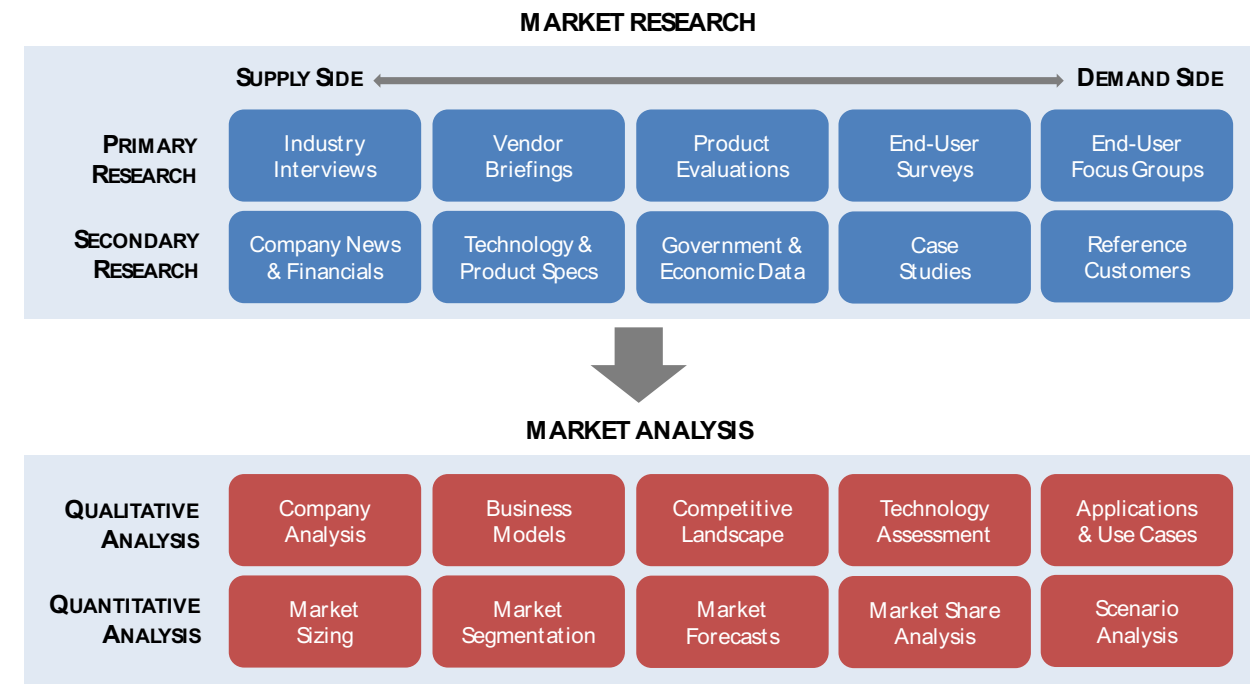 MARKET RESEARCH
SUPPLY SIDE
DEMAND SIDE
PRIMARY
RESEARCH
Industry
Interviews
Vendor
Briefings
Product
Evaluations
End-User
Surveys
End-User
Focus Groups
SECONDARY
RESEARCH
Company News
& Financials
Technology &
Product Specs
Government &
Economic Data
Case
Studies
Reference
Customers
MARKET ANALYSIS
QUALITATIVE
ANALYSIS
Company
Analysis
Business
Models
Competitive
Landscape
Technology
Assessment
Applications
& Use Cases
QUANTITATIVE
ANALYSIS
Market
Sizing
Market
Segmentation
Market
Forecasts
Market Share
Analysis
Scenario
Analysis